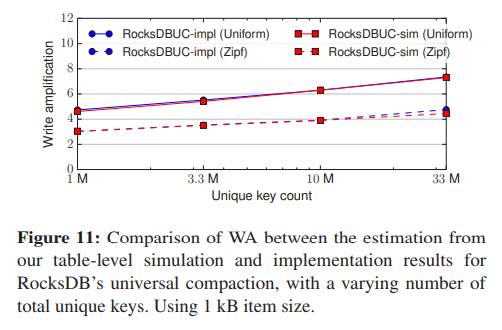 12
RocksDBUC-impl (Uniform) RocksDBUC-sim (Uniform)
10
RocksDBUC-impl (Zipf) RocksDBUC-sim (Zipf)
8
6
4
2
0
Write amplification
1 M 3.3 M 10 M 33 M
Unique key count
Figure 11: Comparison of WA between the estimation from
our table-level simulation and implementation results for
RocksDB's universal compaction, with a varying number of
total unique keys. Using 1 kB item size.